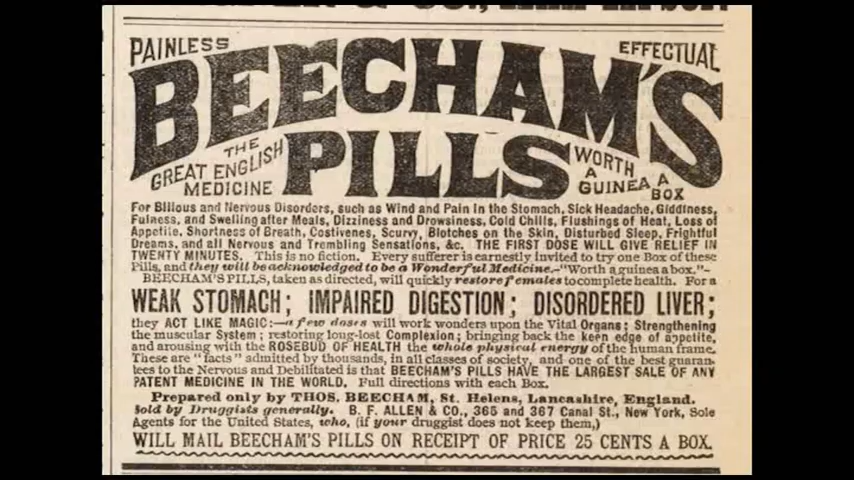 PAINLESS
EFFECTUAL
BEECHAM'S
THE
GREAT ENGLISH
MEDICINE
PILLS
WORTH
A
GUINEA A
BOX
For Bilious and Nervous Disorders, such as Wind and Pain in the Stomach, Sick Headache, Giddiness,
Fulness, and Swelling after Meals, Dizziness and Drowsiness, Cold Chills, Flushings of Heat, Loss of
Appetite, Shortness of Breath, Costivenes, Scurvy, Blotches on the Skin, Disturbed Sleep, Frightful
Dreams, and all Nervous and Trembling Sensations, &c. THE FIRST DOSE WILL GIVE RELIEF IN
TWENTY MINUTES. This is no fiction. Every sufferer is earnestly invited to try one Box of these
Pills, and they will be acknowledged to be a Wonderful Medicine.-"Worth a guinea a box."-
BEECHAM'S PILLS, taken as directed, will quickly restore females to complete health. For a
WEAK STOMACH; IMPAIRED DIGESTION; DISORDERED LIVER;
they ACT LIKE MAGIC:—a few doses will work wonders upon the Vital Organs; Strengthening
the muscular System; restoring long-lost Complexion; bringing back the keen edge of appetite,
and arousing with the ROSEBUD OF HEALTH the whole physical energy of the human frame.
These are "facts" admitted by thousands, in all classes of society, and one of the best guaran-
tees to the Nervous and Debilitated is that BEECHAM'S PILLS HAVE THE LARGEST SALE OF ANY
PATENT MEDICINE IN THE WORLD. Full directions with each Box.
Prepared only by THOS. BEECHAM, St. Helens, Lancashire, England.
Sold by Druggists generally. B. F. ALLEN & CO., 365 and 367 Canal St., New York, Sole
Agents for the United States, who, (if your druggist does not keep them,)
WILL MAIL BEECHAM'S PILLS ON RECEIPT OF PRICE 25 CENTS A BOX.